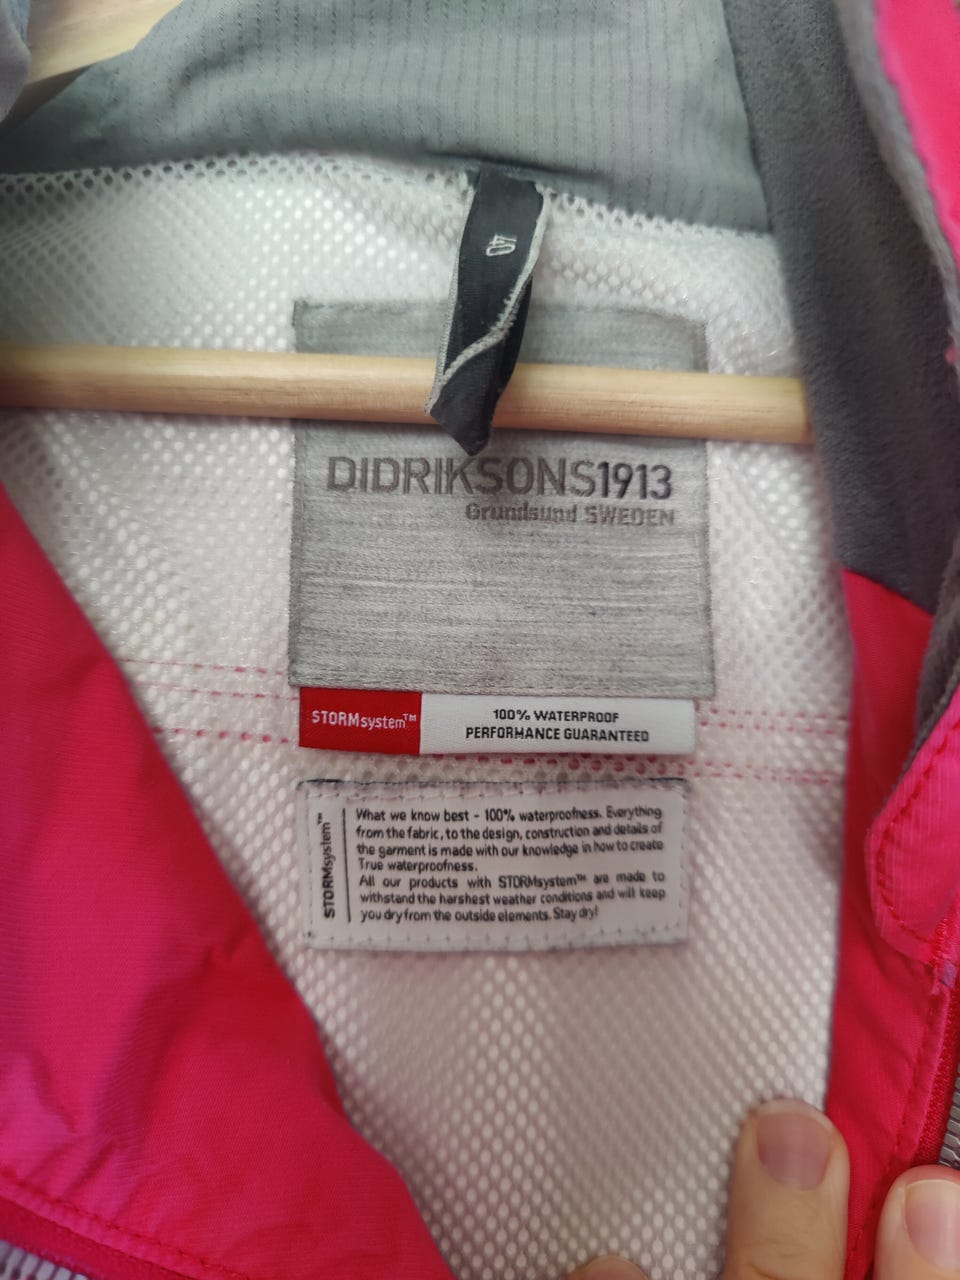 40
DIDRIKSONS1913
Grundsund SWEDEN
STORMsystem™
100% WATERPROOF
PERFORMANCE GUARANTEED
STORMsystem™
What we know best - 100% waterproofness. Everything
from the fabric, to the design, construction and details of
the garment is made with our knowledge in how to create
True waterproofness.
All our products with STORMsystem™ are made to
withstand the harshest weather conditions and will keep
you dry from the outside elements. Stay dry!